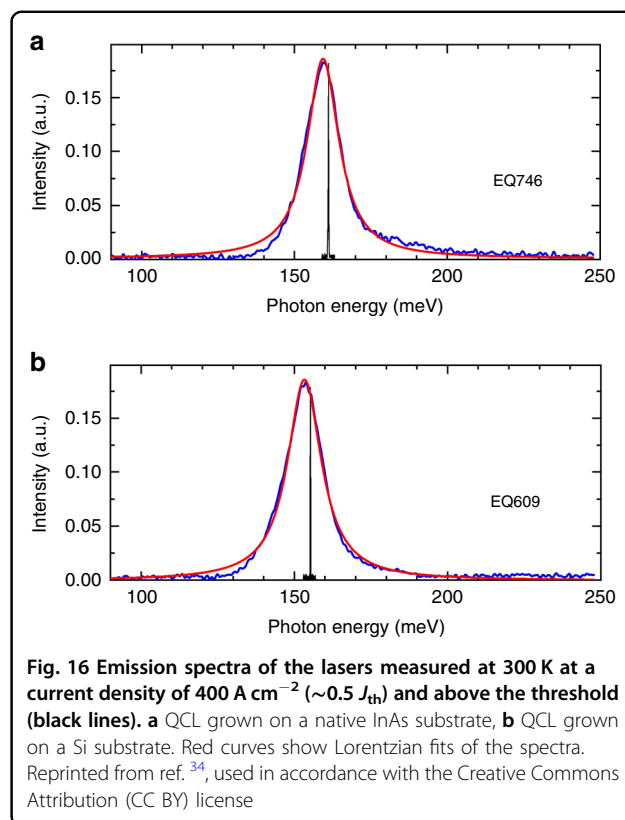 a
Intensity (a.u.)
0.15
0.10
0.05
0.00
EQ746
100 150 200 250
Photon energy (meV)
b
Intensity (a.u.)
0.15
0.10
0.05
0.00
EQ609
100 150 200 250
Photon energy (meV)
Fig. 16 Emission spectra of the lasers measured at 300 K at a
current density of 400 A cm⁻² (~0.5 Jth) and above the threshold
(black lines). a QCL grown on a native InAs substrate, b QCL grown
on a Si substrate. Red curves show Lorentzian fits of the spectra.
Reprinted from ref. 34, used in accordance with the Creative Commons
Attribution (CC BY) license